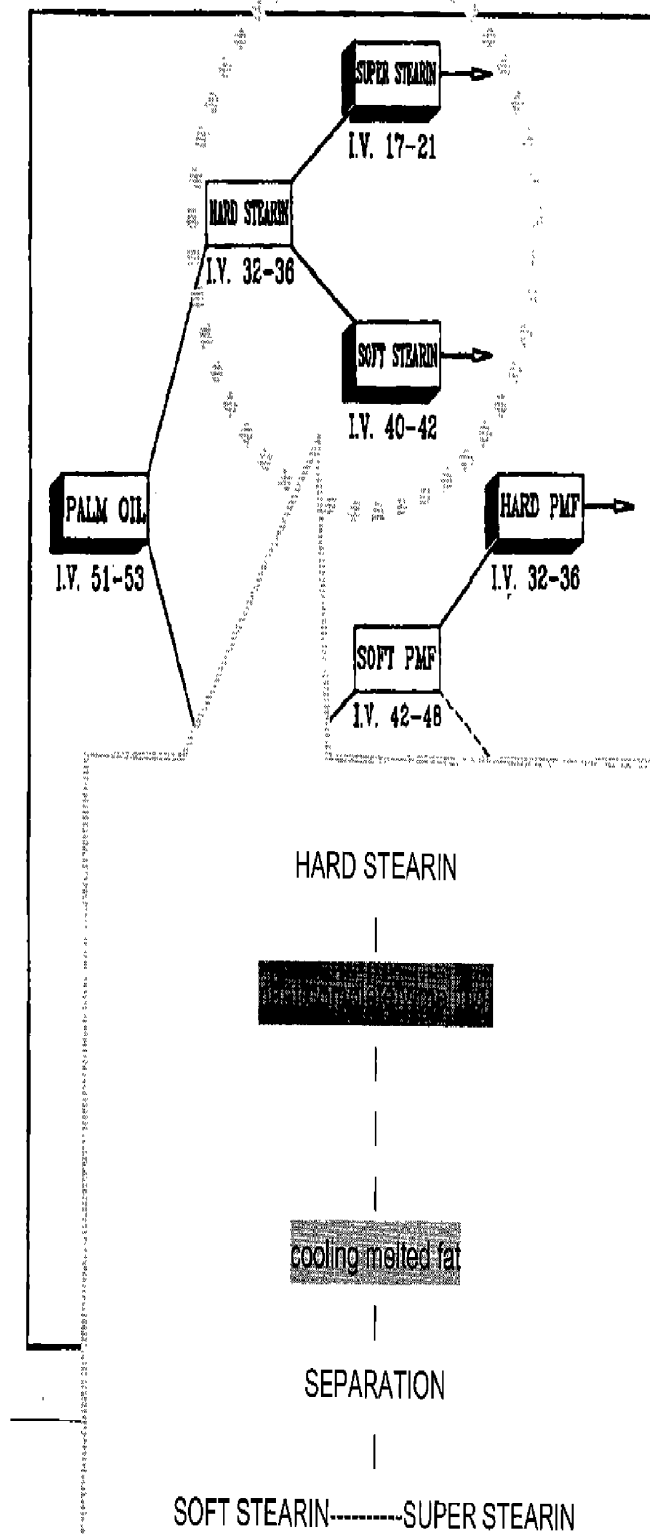 SUPER STEARIN
I.V. 17-21
HARD STEARIN
I.V. 32-36
SOFT STEARIN
I.V. 40-42
PALM OIL
I.V. 51-53
HARD PMF
I.V. 32-36
SOFT PMF
I.V. 42-48
HARD STEARIN
cooling melted fat
SEPARATION
SOFT STEARIN----------SUPER STEARIN